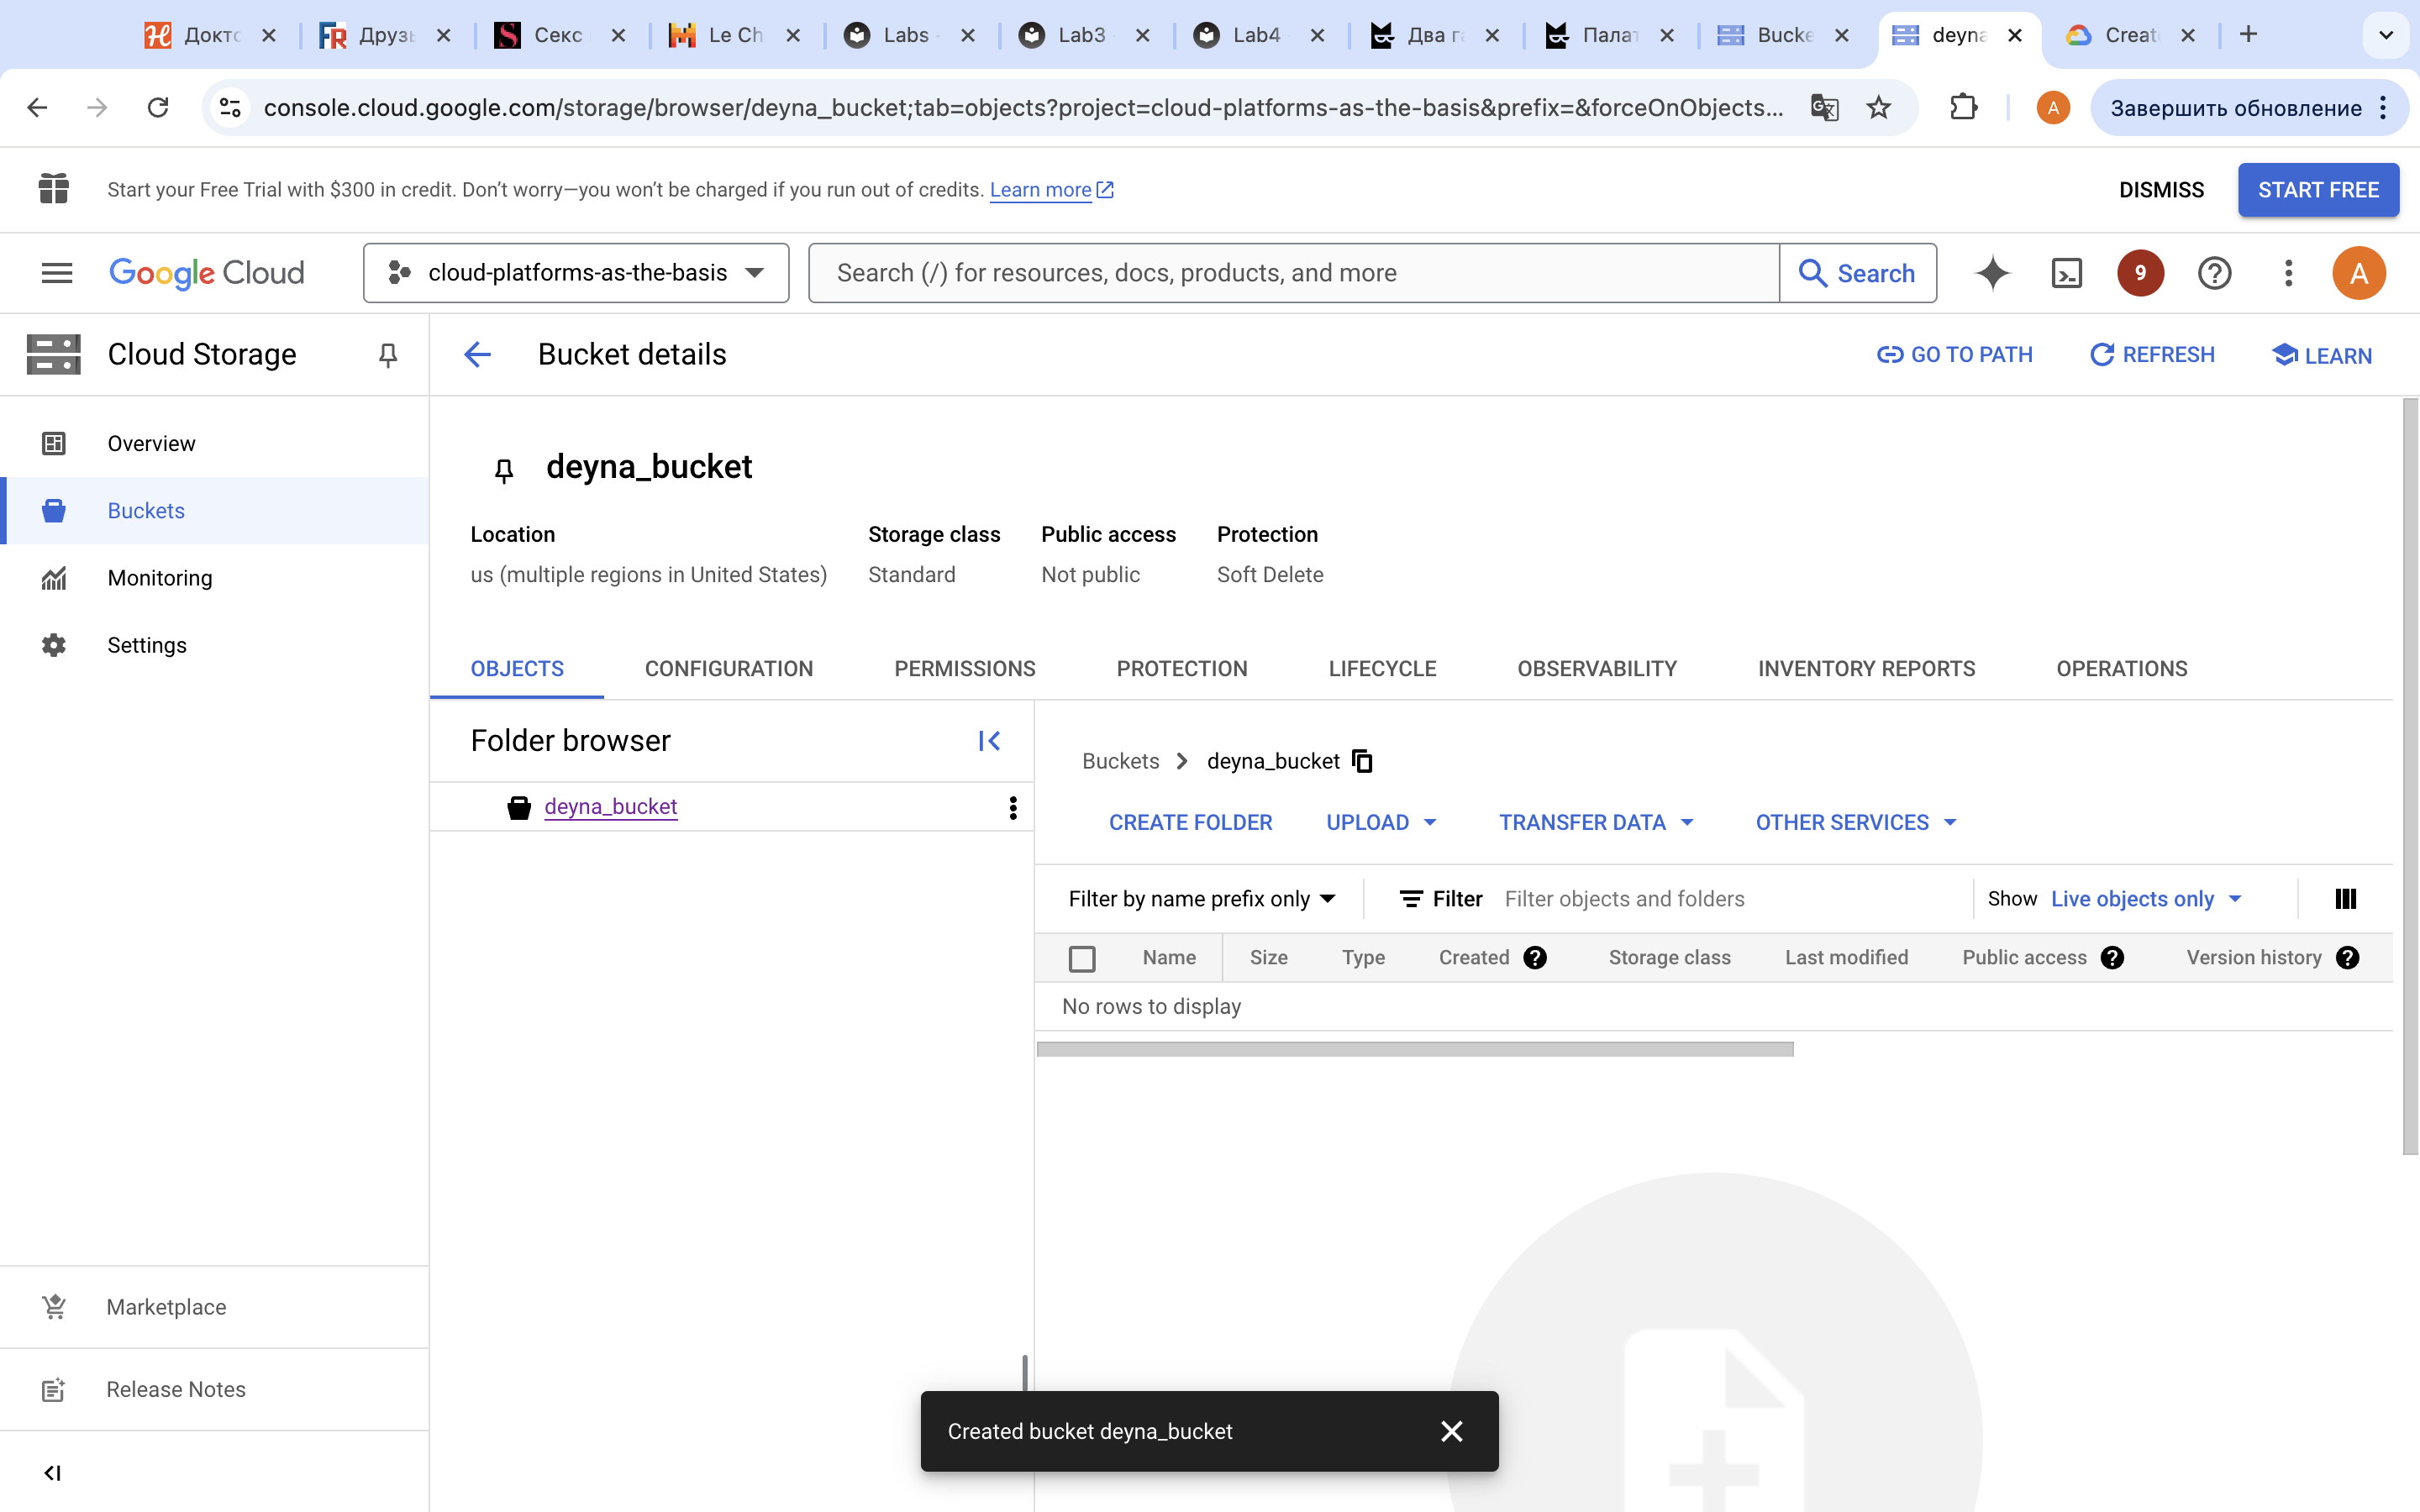 Докто
Друзь
Секс
Le Ch
Labs -
Lab3
Lab4
Два га
Палат
Bucke
deyna
Creat
console.cloud.google.com/storage/browser/deyna_bucket;tab=objects?project=cloud-platforms-as-the-basis&prefix=&forceOnObjects...
A
Завершить обновление
Start your Free Trial with $300 in credit. Don't worry—you won't be charged if you run out of credits. Learn more
DISMISS
START FREE
Google Cloud
cloud-platforms-as-the-basis
Search (/) for resources, docs, products, and more
Search
9
A
Cloud Storage
Bucket details
GO TO PATH
REFRESH
LEARN
Overview
Buckets
Monitoring
Settings
deyna_bucket
Location Storage class Public access Protection
us (multiple regions in United States) Standard Not public Soft Delete
OBJECTS CONFIGURATION PERMISSIONS PROTECTION LIFECYCLE OBSERVABILITY INVENTORY REPORTS OPERATIONS
Folder browser
deyna_bucket
Buckets deyna_bucket
CREATE FOLDER UPLOAD TRANSFER DATA OTHER SERVICES
Filter by name prefix only Filter Filter objects and folders Show Live objects only
Name Size Type Created Storage class Last modified Public access Version history
No rows to display
Marketplace
Release Notes
Created bucket deyna_bucket